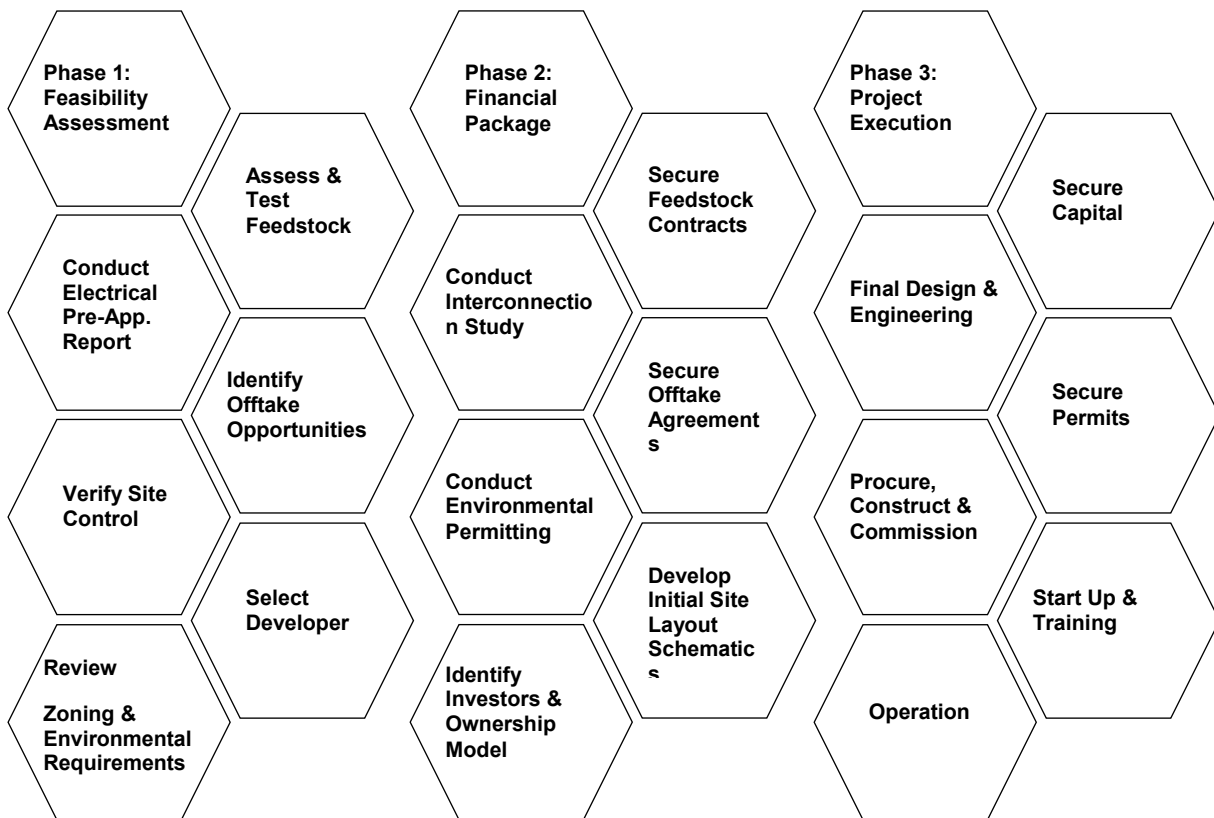 Phase 1:
Feasibility
Assessment
Assess &
Test
Feedstock
Conduct
Electrical
Pre-App.
Report
Identify
Offtake
Opportunities
Verify Site
Control
Select
Developer
Review
Zoning &
Environmental
Requirements
Phase 2:
Financial
Package
Secure
Feedstock
Contracts
Conduct
Interconnectio
n Study
Secure
Offtake
Agreement
s
Conduct
Environmental
Permitting
Develop
Initial Site
Layout
Schematic
s
Identify
Investors &
Ownership
Model
Phase 3:
Project
Execution
Secure
Capital
Final Design &
Engineering
Secure
Permits
Procure,
Construct &
Commission
Start Up &
Training
Operation